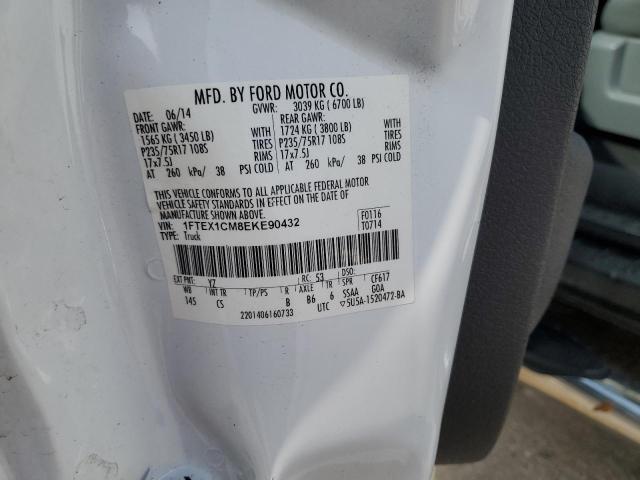 MFD. BY FORD MOTOR CO.
DATE: 06/14 GVWR: 3039 KG ( 6700 LB)
FRONT GAWR: REAR GAWR:
1565 KG ( 3450 LB) WITH 1724 KG ( 3800 LB) WITH
P235/75R17 108S TIRES P235/75R17 108S TIRES
17x7.5J RIMS 17x7.5J RIMS
AT 260 kPa/ 38 PSI COLD AT 260 kPa/ 38 PSI COLD
THIS VEHICLE CONFORMS TO ALL APPLICABLE FEDERAL MOTOR
VEHICLE SAFETY STANDARDS IN EFFECT ON THE DATE OF
VIN: 1FTEX1CM8EKE90432 F0116
TYPE: Truck T0714
EXT PNT: YZ RC: 53 DSO:
WB INT TR TP/PS R AXLE TR SPR CF617
145 CS B B6 6 SSAA GOA
2201406160733 UTC ▽5U5A-1520472-BA